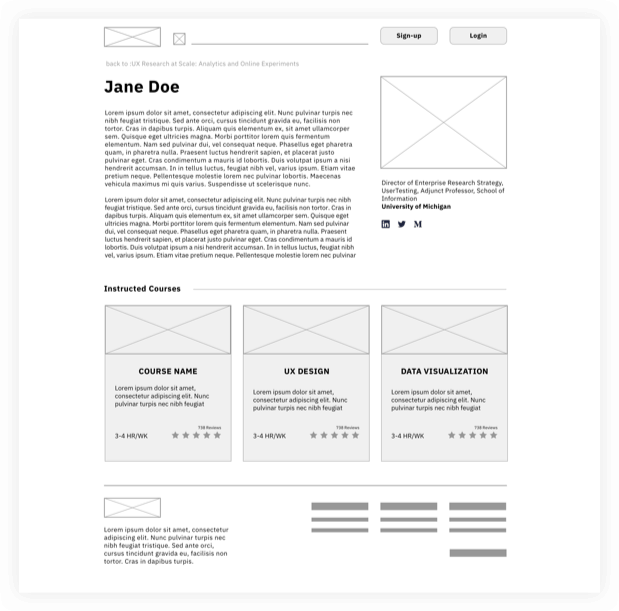 Sign-up
Login
back to :UX Research at Scale: Analytics and Online Experiments
Jane Doe
Lorem ipsum dolor sit amet, consectetur adipiscing elit. Nunc pulvinar turpis nec
nibh feugiat tristique. Sed ante orci, cursus tincidunt gravida eu, facilisis non
tortor. Cras in dapibus turpis. Aliquam quis elementum ex, sit amet ullamcorper
sem. Quisque eget ultricies magna. Morbi porttitor lorem quis fermentum
elementum. Nam sed pulvinar dui, vel consequat neque. Phasellus eget pharetra
quam, in pharetra nulla. Praesent luctus hendrerit sapien, et placerat justo
pulvinar eget. Cras condimentum a mauris id lobortis. Duis volutpat ipsum a nisi
hendrerit accumsan. In in tellus luctus, feugiat nibh vel, varius ipsum. Etiam vitae
pretium neque. Pellentesque molestie lorem nec pulvinar lobortis. Maecenas
vehicula maximus mi quis varius. Suspendisse ut scelerisque nunc.
Lorem ipsum dolor sit amet, consectetur adipiscing elit. Nunc pulvinar turpis nec nibh
feugiat tristique. Sed ante orci, cursus tincidunt gravida eu, facilisis non tortor. Cras in
dapibus turpis. Aliquam quis elementum ex, sit amet ullamcorper sem. Quisque eget
ultricies magna. Morbi porttitor lorem quis fermentum elementum. Nam sed pulvinar
dui, vel consequat neque. Phasellus eget pharetra quam, in pharetra nulla. Praesent
luctus hendrerit sapien, et placerat justo pulvinar eget. Cras condimentum a mauris id
lobortis. Duis volutpat ipsum a nisi hendrerit accumsan. In in tellus luctus, feugiat nibh
vel, varius ipsum. Etiam vitae pretium neque. Pellentesque molestie lorem nec pulvinar
Director of Enterprise Research Strategy,
UserTesting, Adjunct Professor, School of
Information
University of Michigan
in
M
Instructed Courses
COURSE NAME
Lorem ipsum dolor sit amet,
consectetur adipiscing elit. Nunc
pulvinar turpis nec nibh feugiat
738 Reviews
3-4 HR/WK
UX DESIGN
Lorem ipsum dolor sit amet,
consectetur adipiscing elit. Nunc
pulvinar turpis nec nibh feugiat
738 Reviews
3-4 HR/WK
DATA VISUALIZATION
Lorem ipsum dolor sit amet,
consectetur adipiscing elit. Nunc
pulvinar turpis nec nibh feugiat
738 Reviews
3-4 HR/WK
Lorem ipsum dolor sit amet, consectetur
adipiscing elit. Nunc pulvinar turpis nec
nibh feugiat tristique. Sed ante orci,
cursus tincidunt gravida eu, facilisis non
tortor. Cras in dapibus turpis.